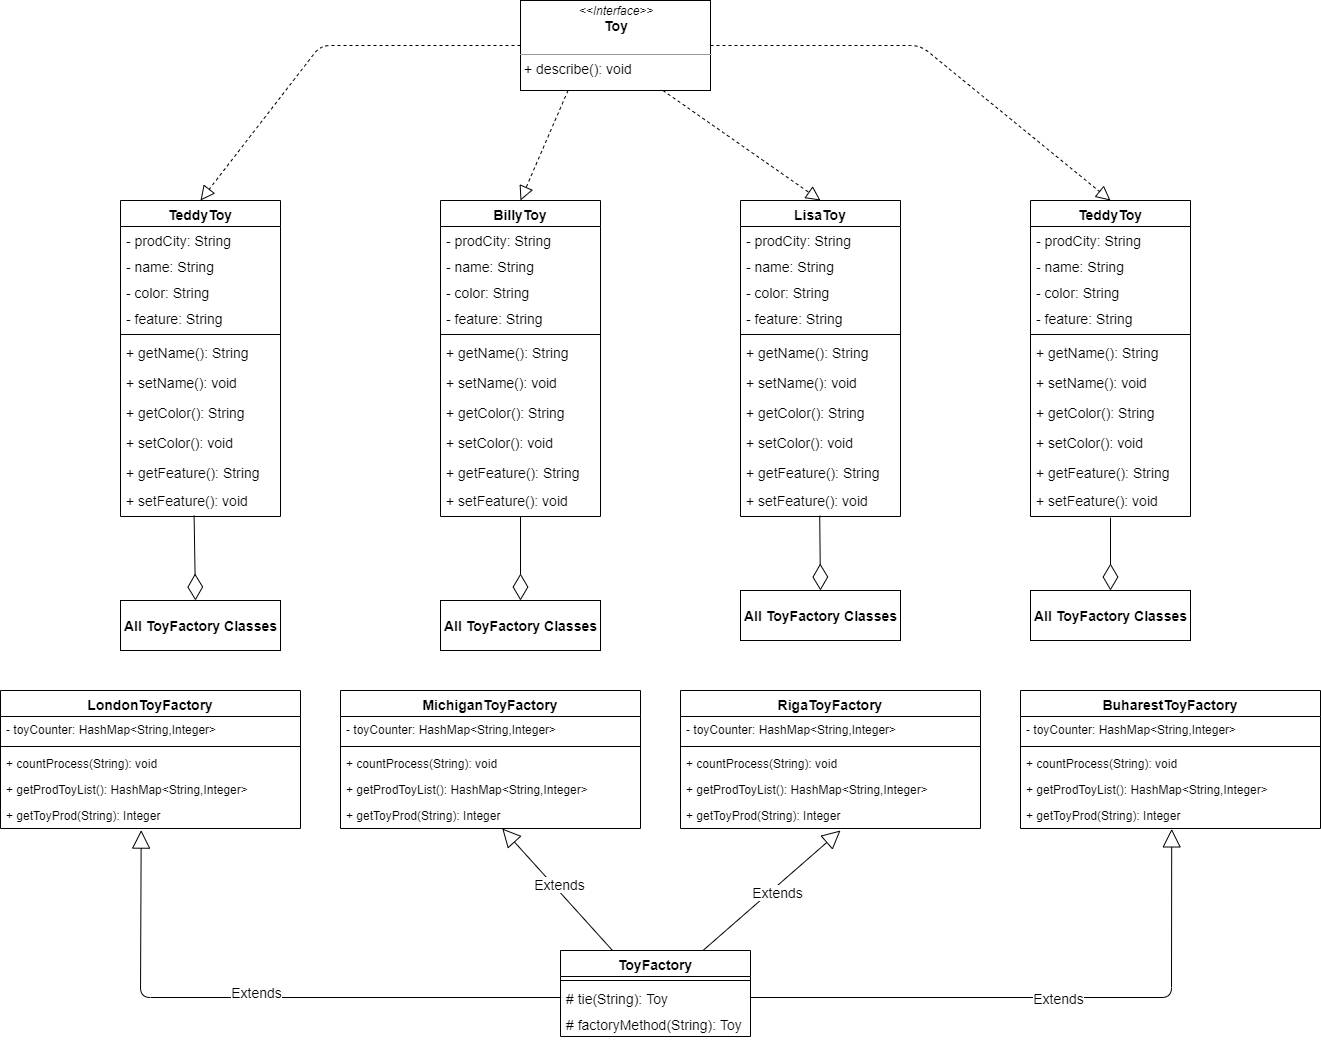 <<Interface>>
Toy
+ describe(): void
TeddyToy
- prodCity: String
- name: String
- color: String
- feature: String
+ getName(): String
+ setName(): void
+ getColor(): String
+ setColor(): void
+ getFeature(): String
+ setFeature(): void
BillyToy
- prodCity: String
- name: String
- color: String
- feature: String
+ getName(): String
+ setName(): void
+ getColor(): String
+ setColor(): void
+ getFeature(): String
+ setFeature(): void
LisaToy
- prodCity: String
- name: String
- color: String
- feature: String
+ getName(): String
+ setName(): void
+ getColor(): String
+ setColor(): void
+ getFeature(): String
+ setFeature(): void
TeddyToy
- prodCity: String
- name: String
- color: String
- feature: String
+ getName(): String
+ setName(): void
+ getColor(): String
+ setColor(): void
+ getFeature(): String
+ setFeature(): void
All ToyFactory Classes
All ToyFactory Classes
All ToyFactory Classes
All ToyFactory Classes
LondonToyFactory
- toyCounter: HashMap<String,Integer>
+ countProcess(String): void
+ getProdToyList(): HashMap<String,Integer>
+ getToyProd(String): Integer
MichiganToyFactory
- toyCounter: HashMap<String,Integer>
+ countProcess(String): void
+ getProdToyList(): HashMap<String,Integer>
+ getToyProd(String): Integer
RigaToyFactory
- toyCounter: HashMap<String,Integer>
+ countProcess(String): void
+ getProdToyList(): HashMap<String,Integer>
+ getToyProd(String): Integer
BuharestToyFactory
- toyCounter: HashMap<String,Integer>
+ countProcess(String): void
+ getProdToyList(): HashMap<String,Integer>
+ getToyProd(String): Integer
Extends
Extends
Extends
Extends
ToyFactory
# tie(String): Toy
# factoryMethod(String): Toy